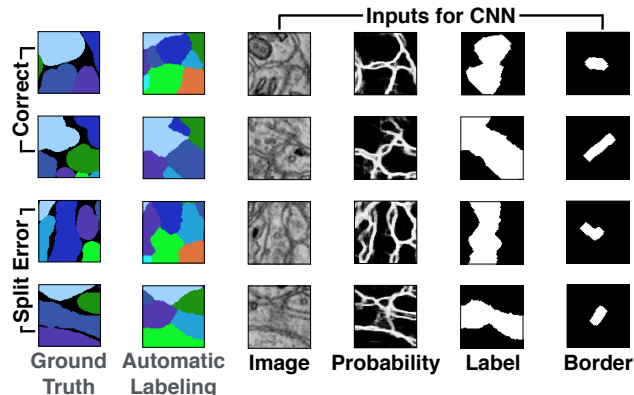 Inputs for CNN
Correct
Split Error
Ground Truth
Automatic Labeling
Image
Probability
Label
Border